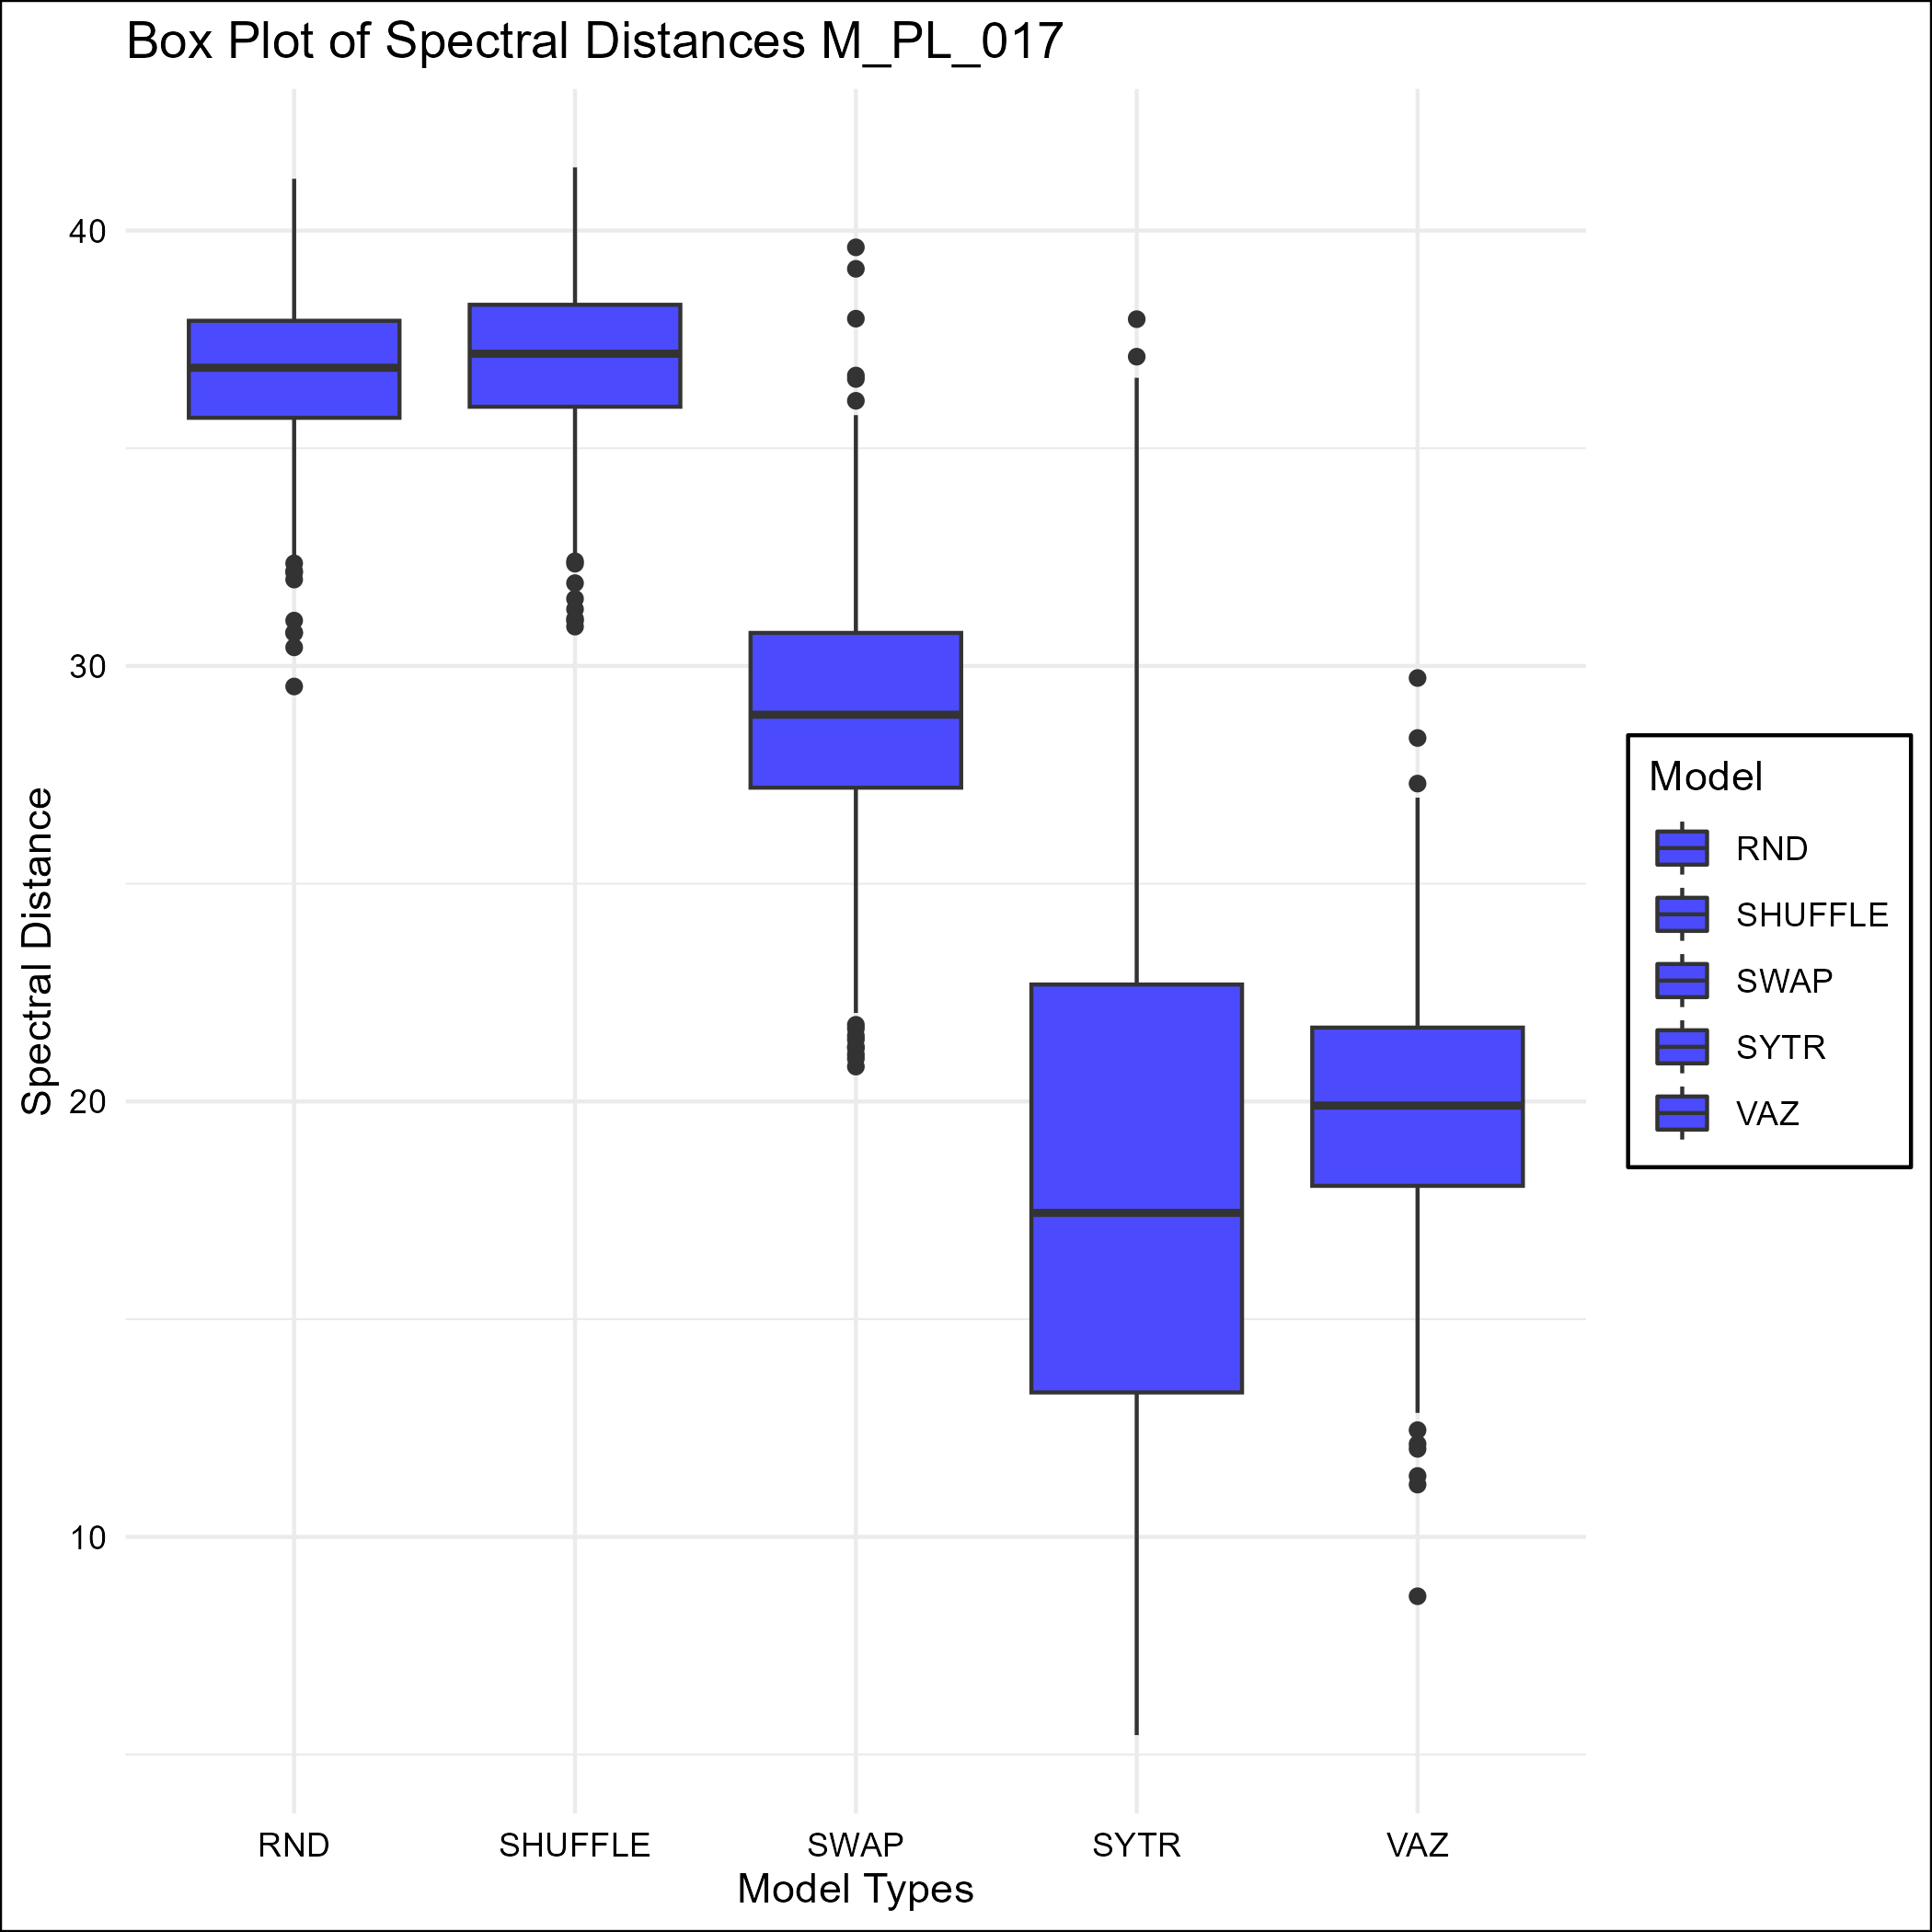 Box Plot of Spectral Distances M_PL_017
Spectral Distance
40
30
20
10
RND
SHUFFLE
SWAP
SYTR
VAZ
Model Types
Model
RND
SHUFFLE
SWAP
SYTR
VAZ